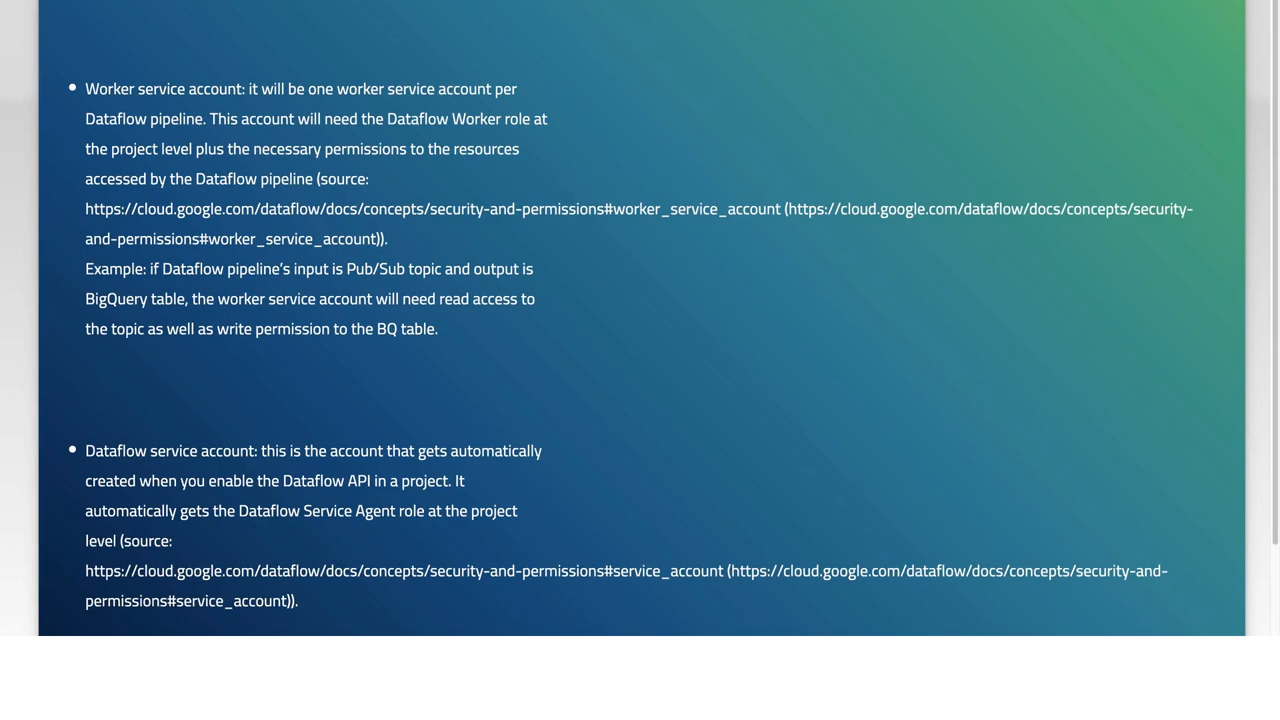 Worker service account: it will be one worker service account per
Dataflow pipeline. This account will need the Dataflow Worker role at
the project level plus the necessary permissions to the resources
accessed by the Dataflow pipeline (source:
https://cloud.google.com/dataflow/docs/concepts/security-and-permissions#worker_service_account (https://cloud.google.com/dataflow/docs/concepts/security-
and-permissions#worker_service_account)).
Example: if Dataflow pipeline’s input is Pub/Sub topic and output is
BigQuery table, the worker service account will need read access to
the topic as well as write permission to the BQ table.
Dataflow service account: this is the account that gets automatically
created when you enable the Dataflow API in a project. It
automatically gets the Dataflow Service Agent role at the project
level (source:
https://cloud.google.com/dataflow/docs/concepts/security-and-permissions#service_account (https://cloud.google.com/dataflow/docs/concepts/security-and-
permissions#service_account)).